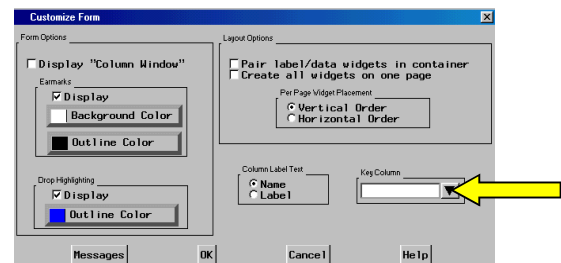 Customize Form
Form Options
Display "Column Window"
Earmarks
Display
Background Color
Outline Color
Drop Highlighting
Display
Outline Color
Layout Options
Pair label/data widgets in container
Create all widgets on one page
Per Page Widget Placement
Vertical Order
Horizontal Order
Column Label Text
Name
Label
Key Column
Messages OK Cancel Help